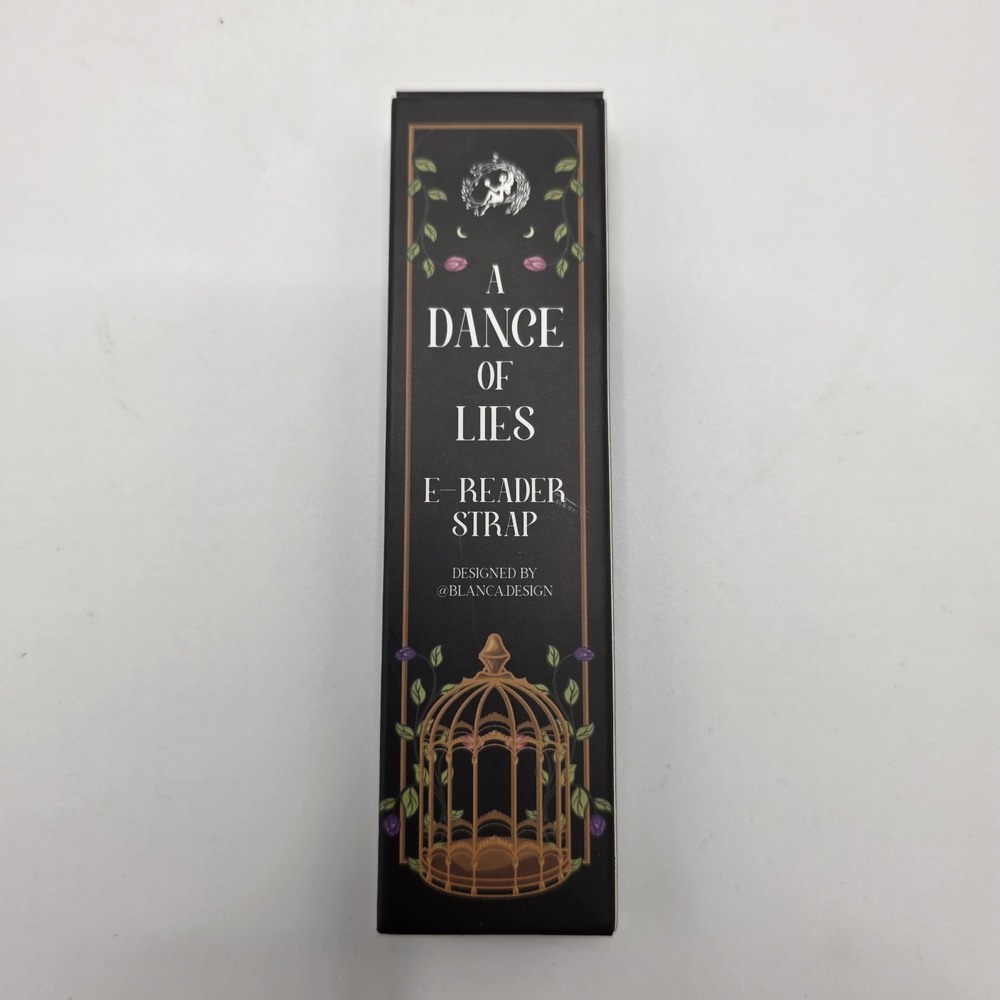 A
DANCE
OF
LIES
E-READER
STRAP
DESIGNED BY
@BLANCA.DESIGN